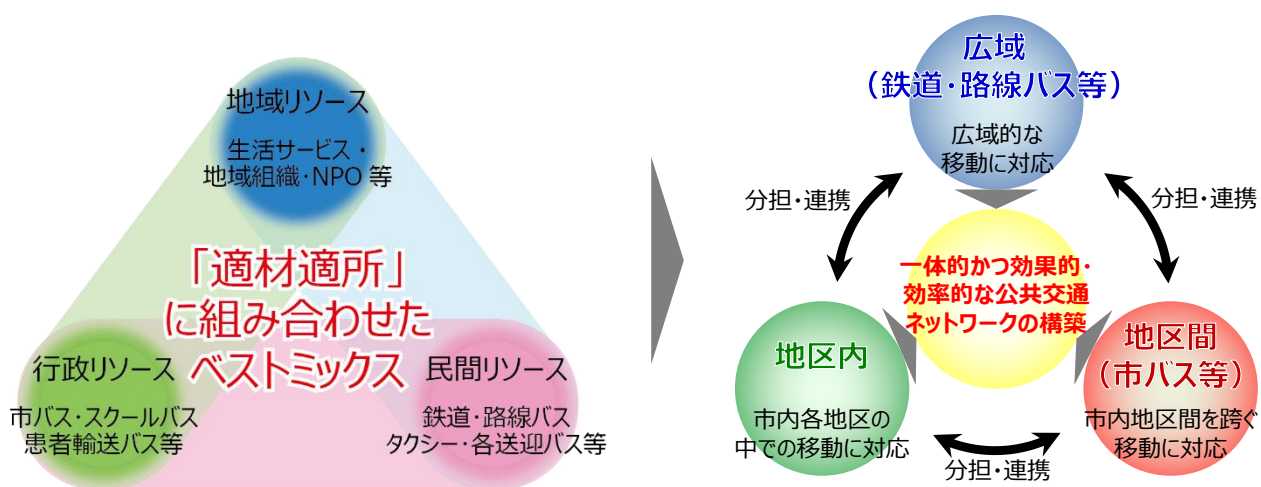 地域リソース
生活サービス・
地域組織・NPO 等
「適材適所」
に組み合わせた
ベストミックス
行政リソース
市バス・スクールバス
患者輸送バス等
民間リソース
鉄道・路線バス
タクシー・各送迎バス等
広域
（鉄道・路線バス等）
広域的な
移動に対応
分担・連携
分担・連携
一体的かつ効果的・
効率的な公共交通
ネットワークの構築
地区内
市内各地区の
中での移動に対応
地区間
（市バス等）
市内地区間を跨ぐ
移動に対応
分担・連携